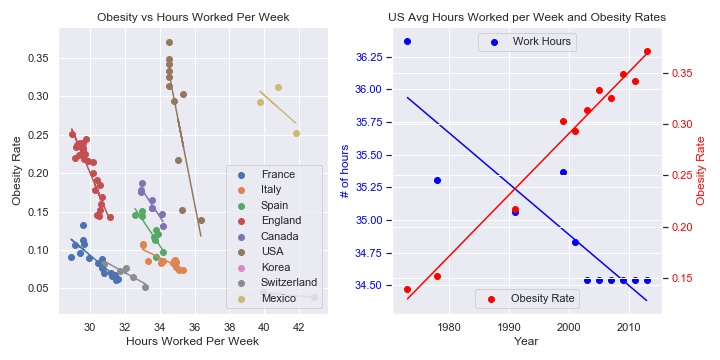 Obesity vs Hours Worked Per Week
Obesity Rate
0.35
0.30
0.25
0.20
0.15
0.10
0.05
30
32
34
36
38
40
42
Hours Worked Per Week
France
Italy
Spain
England
Canada
USA
Korea
Switzerland
Mexico
US Avg Hours Worked per Week and Obesity Rates
# of hours
36.25
36.00
35.75
35.50
35.25
35.00
34.75
34.50
Work Hours
Obesity Rate
1980
1990
2000
2010
Year
0.35
0.30
0.25
0.20
0.15
Obesity Rate